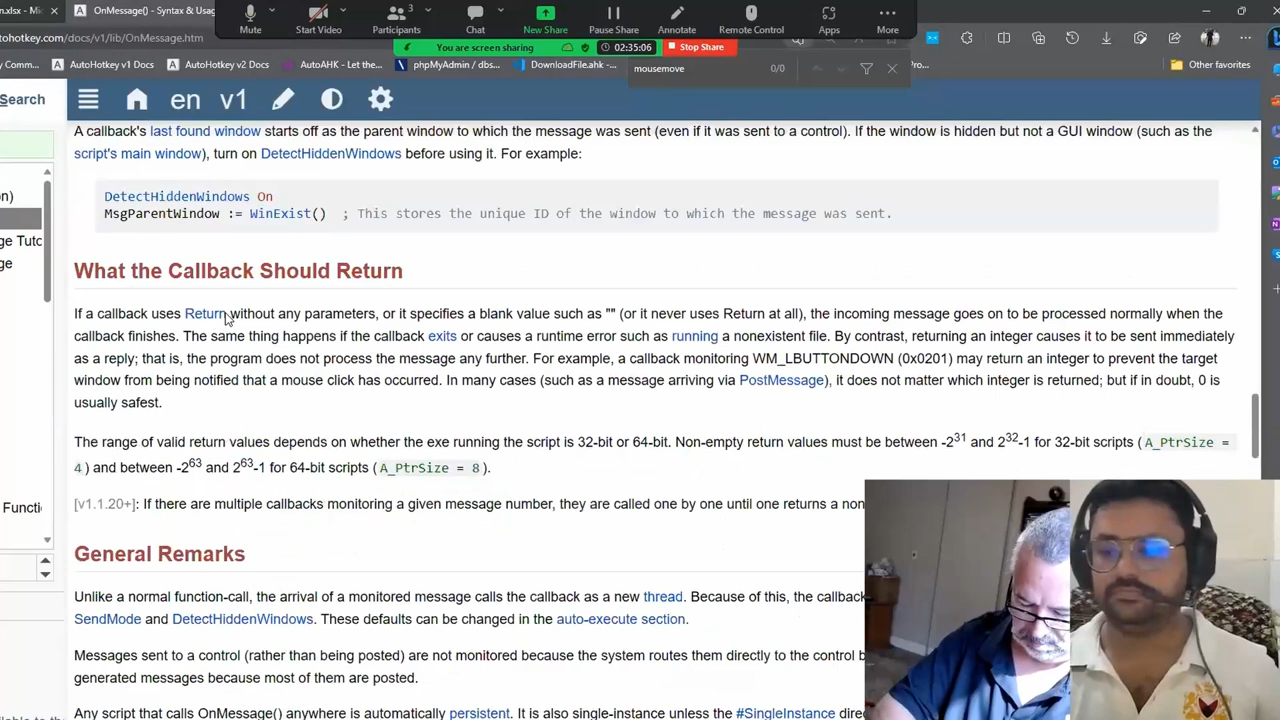 n.xlsx - Mi
OnMessage() - Syntax & Usag
Mute
Start Video
Participants
3
Chat
New Share
Pause Share
Annotate
Remote Control
Apps
More
tohotkey.com/docs/v1/lib/OnMessage.htm
You are screen sharing
02:35:06
Stop Share
y Comm...
AutoHotkey v1 Docs
AutoHotkey v2 Docs
AutoAHK - Let the...
phpMyAdmin / dbs...
DownloadFile.ahk -...
mousemove
0/0
Pro...
Other favorites
Search
en
v1
A callback's last found window starts off as the parent window to which the message was sent (even if it was sent to a control). If the window is hidden but not a GUI window (such as the
script's main window), turn on DetectHiddenWindows before using it. For example:
DetectHiddenWindows On
MsgParentWindow := WinExist() ; This stores the unique ID of the window to which the message was sent.
on)
ge Tuto
ge
Functi
What the Callback Should Return
If a callback uses Return without any parameters, or it specifies a blank value such as "" (or it never uses Return at all), the incoming message goes on to be processed normally when the
callback finishes. The same thing happens if the callback exits or causes a runtime error such as running a nonexistent file. By contrast, returning an integer causes it to be sent immediately
as a reply; that is, the program does not process the message any further. For example, a callback monitoring WM_LBUTTONDOWN (0x0201) may return an integer to prevent the target
window from being notified that a mouse click has occurred. In many cases (such as a message arriving via PostMessage), it does not matter which integer is returned; but if in doubt, 0 is
usually safest.
The range of valid return values depends on whether the exe running the script is 32-bit or 64-bit. Non-empty return values must be between -2³¹ and 2³²-1 for 32-bit scripts ( A_PtrSize =
4 ) and between -2⁶³ and 2⁶³-1 for 64-bit scripts ( A_PtrSize = 8 ).
[v1.1.20+]: If there are multiple callbacks monitoring a given message number, they are called one by one until one returns a non
General Remarks
Unlike a normal function-call, the arrival of a monitored message calls the callback as a new thread. Because of this, the callback
SendMode and DetectHiddenWindows. These defaults can be changed in the auto-execute section.
Messages sent to a control (rather than being posted) are not monitored because the system routes them directly to the control b
generated messages because most of them are posted.
Any script that calls OnMessage() anywhere is automatically persistent. It is also single-instance unless the #SingleInstance direc